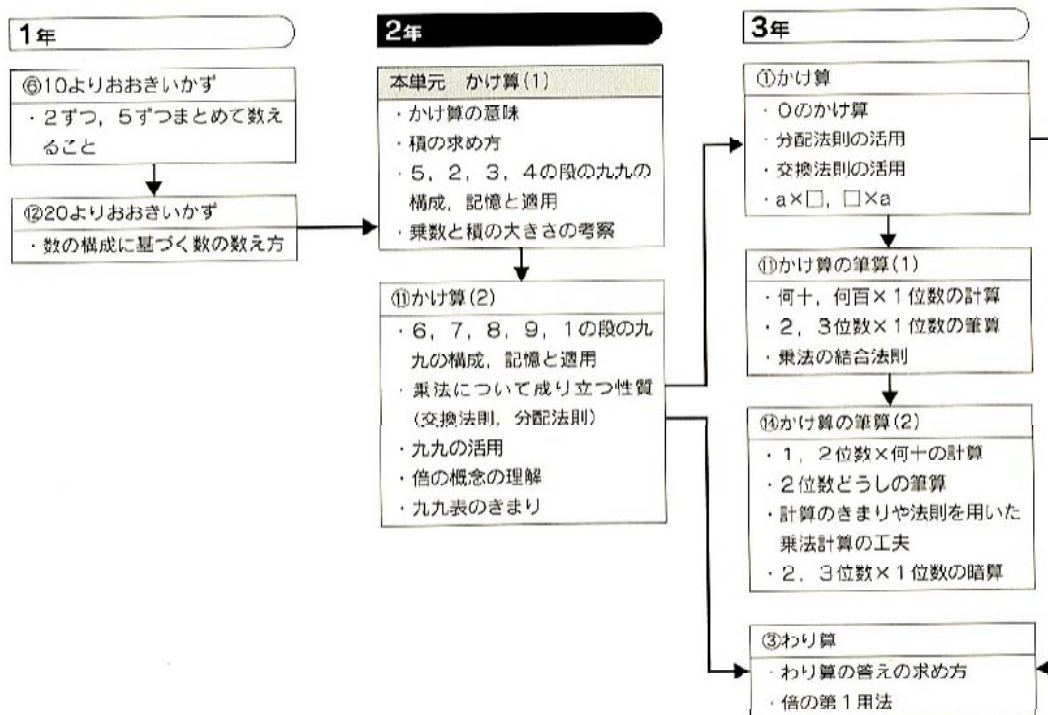 1年
⑥10よりおおきいかず
・2ずつ，5ずつまとめて数え
ること
⑫20よりおおきいかず
・数の構成に基づく数の数え方
2年
本単元　かけ算(1)
・かけ算の意味
・積の求め方
・5，2，3，4の段の九九の
構成，記憶と適用
・乗数と積の大きさの考察
⑪かけ算(2)
・6，7，8，9，1の段の九
九の構成，記憶と適用
・乗法について成り立つ性質
(交換法則，分配法則)
・九九の活用
・倍の概念の理解
・九九表のきまり
3年
①かけ算
・0のかけ算
・分配法則の活用
・交換法則の活用
・a×□，□×a
⑪かけ算の筆算(1)
・何十，何百×1位数の計算
・2，3位数×1位数の筆算
・乗法の結合法則
⑭かけ算の筆算(2)
・1，2位数×何十の計算
・2位数どうしの筆算
・計算のきまりや法則を用いた
乗法計算の工夫
・2，3位数×1位数の暗算
③わり算
・わり算の答えの求め方
・倍の第1用法